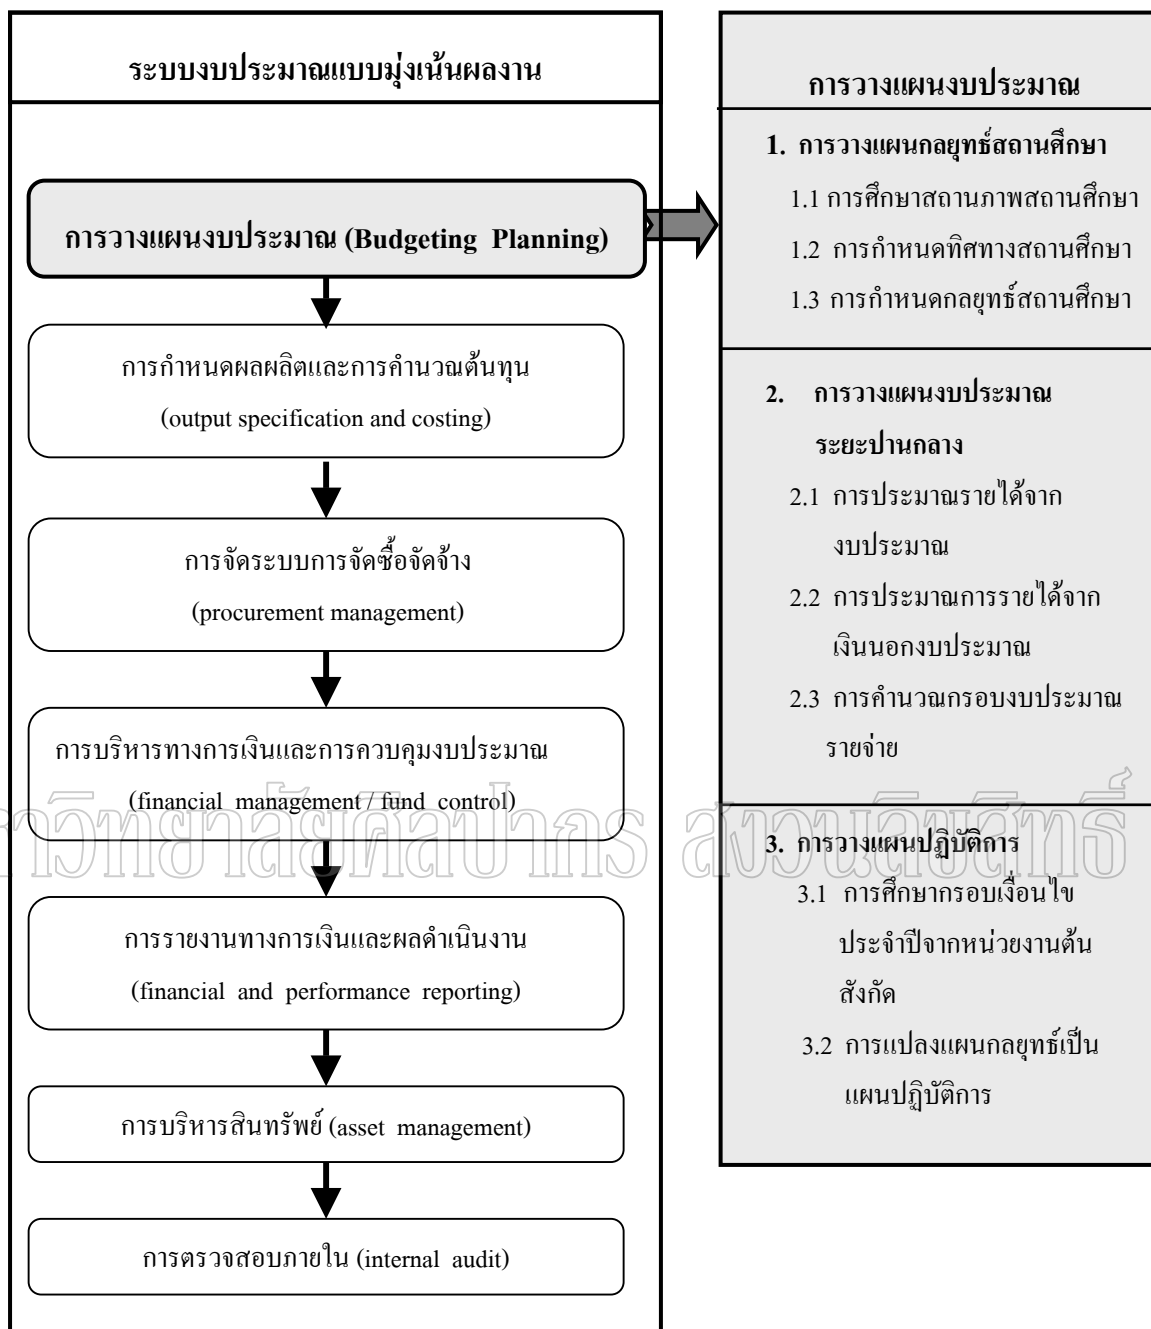 ระบบงบประมาณแบบมุ่งเน้นผลงาน
การวางแผนงบประมาณ (Budgeting Planning)
การกำหนดผลผลิตและการคำนวณต้นทุน
(output specification and costing)
การจัดระบบการจัดซื้อจัดจ้าง
(procurement management)
การบริหารทางการเงินและการควบคุมงบประมาณ
(financial management / fund control)
การรายงานทางการเงินและผลดำเนินงาน
(financial and performance reporting)
การบริหารสินทรัพย์ (asset management)
การตรวจสอบภายใน (internal audit)
การวางแผนงบประมาณ
1. การวางแผนกลยุทธ์สถานศึกษา
1.1 การศึกษาสถานภาพสถานศึกษา
1.2 การกำหนดทิศทางสถานศึกษา
1.3 การกำหนดกลยุทธ์สถานศึกษา
2. การวางแผนงบประมาณ
ระยะปานกลาง
2.1 การประมาณรายได้จาก
งบประมาณ
2.2 การประมาณการรายได้จาก
เงินนอกงบประมาณ
2.3 การคำนวณกรอบงบประมาณ
รายจ่าย
3. การวางแผนปฏิบัติการ
3.1 การศึกษากรอบเงื่อนไข
ประจำปีจากหน่วยงานต้น
สังกัด
3.2 การแปลงแผนกลยุทธ์เป็น
แผนปฏิบัติการ
าวิทยาลัยศิลปากร สงวนลิขสิทธิ์